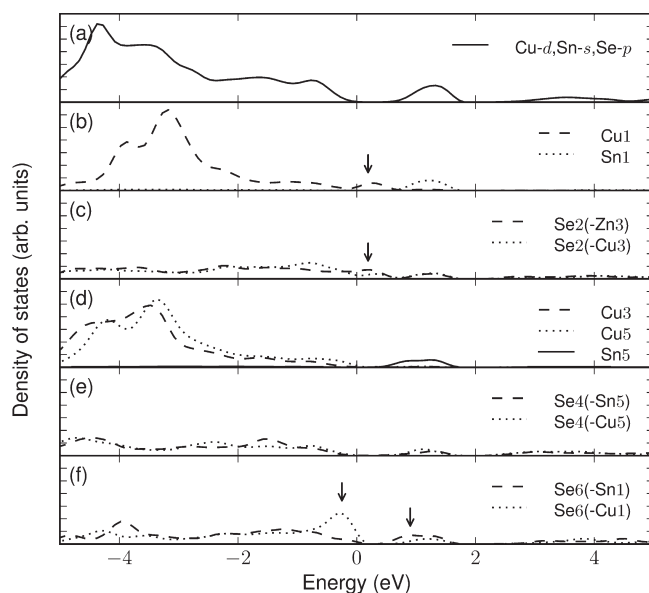 (a)
Cu-d,Sn-s,Se-p
(b)
Cu1
Sn1
(c)
Se2(-Zn3)
Se2(-Cu3)
(d)
Cu3
Cu5
Sn5
(e)
Se4(-Sn5)
Se4(-Cu5)
(f)
Se6(-Sn1)
Se6(-Cu1)
Density of states (arb. units)
−4 −2 0 2 4
Energy (eV)